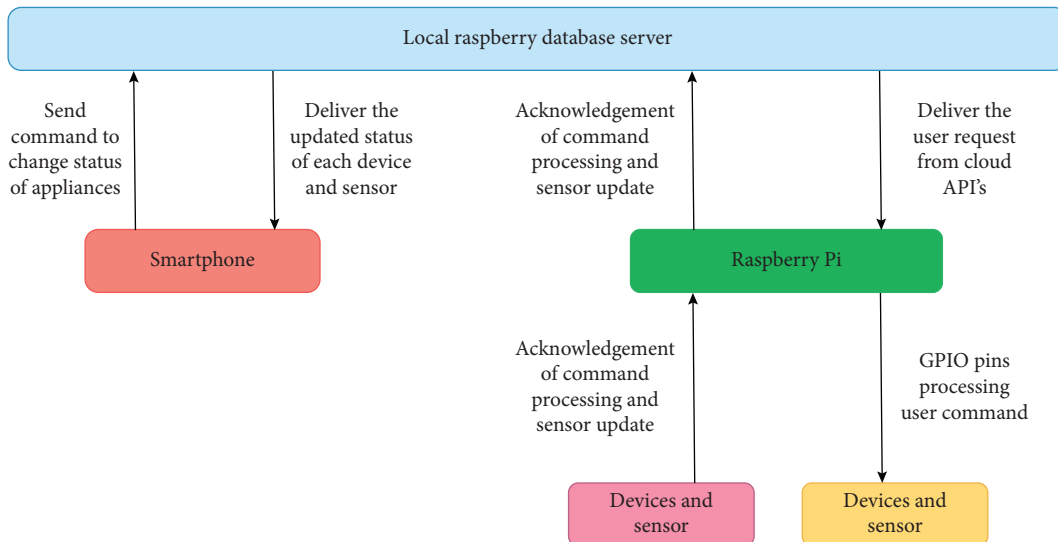 Local raspberry database server
Send
command to
change status
of appliances
Deliver the
updated status
of each device
and sensor
Acknowledgement
of command
processing and
sensor update
Deliver the
user request
from cloud
API’s
Smartphone
Raspberry Pi
Acknowledgement
of command
processing and
sensor update
GPIO pins
processing
user command
Devices and
sensor
Devices and
sensor